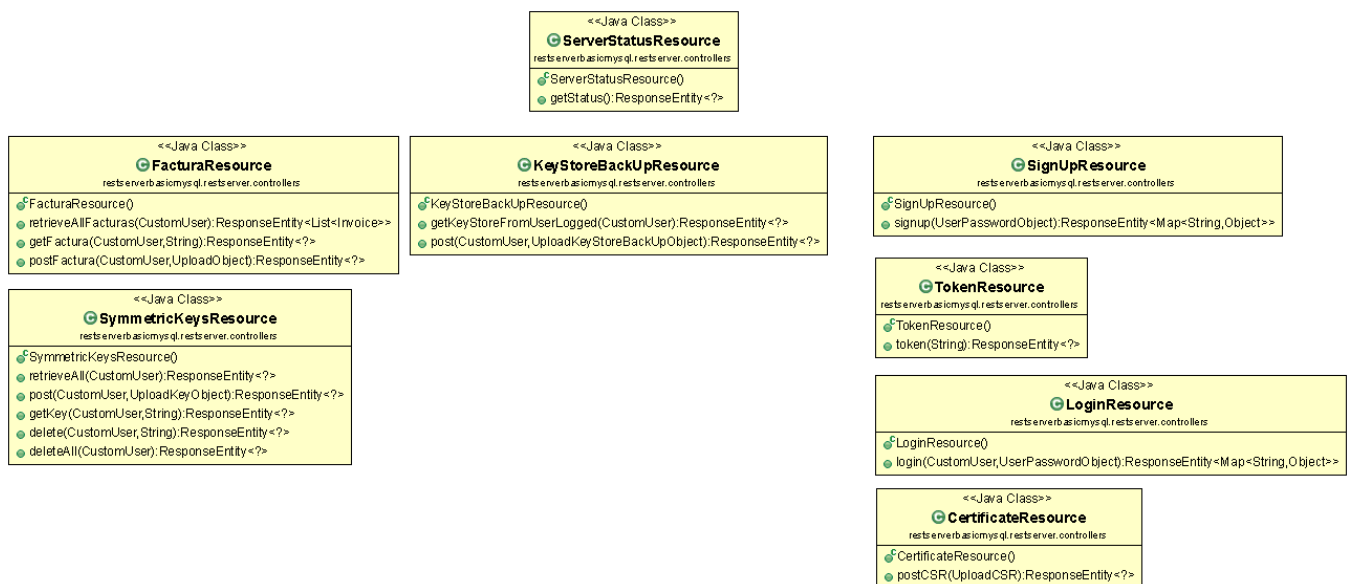 <<Java Class>>
ServerStatusResource
restserverbasicmysql.restserver.controllers
ServerStatusResource()
getStatus():ResponseEntity<?>
<<Java Class>>
FacturaResource
restserverbasicmysql.restserver.controllers
FacturaResource()
retrieveAllFacturas(CustomUser):ResponseEntity<List<Invoice>>
getFactura(CustomUser,String):ResponseEntity<?>
postFactura(CustomUser,UploadObject):ResponseEntity<?>
<<Java Class>>
KeyStoreBackUpResource
restserverbasicmysql.restserver.controllers
KeyStoreBackUpResource()
getKeyStoreFromUserLogged(CustomUser):ResponseEntity<?>
post(CustomUser,UploadKeyStoreBackUpObject):ResponseEntity<?>
<<Java Class>>
SignUpResource
restserverbasicmysql.restserver.controllers
SignUpResource()
signup(UserPasswordObject):ResponseEntity<Map<String,Object>>
<<Java Class>>
SymmetricKeysResource
restserverbasicmysql.restserver.controllers
SymmetricKeysResource()
retrieveAll(CustomUser):ResponseEntity<?>
post(CustomUser,UploadKeyObject):ResponseEntity<?>
getKey(CustomUser,String):ResponseEntity<?>
delete(CustomUser,String):ResponseEntity<?>
deleteAll(CustomUser):ResponseEntity<?>
<<Java Class>>
TokenResource
restserverbasicmysql.restserver.controllers
TokenResource()
token(String):ResponseEntity<?>
<<Java Class>>
LoginResource
restserverbasicmysql.restserver.controllers
LoginResource()
login(CustomUser,UserPasswordObject):ResponseEntity<Map<String,Object>>
<<Java Class>>
CertificateResource
restserverbasicmysql.restserver.controllers
CertificateResource()
postCSR(UploadCSR):ResponseEntity<?>